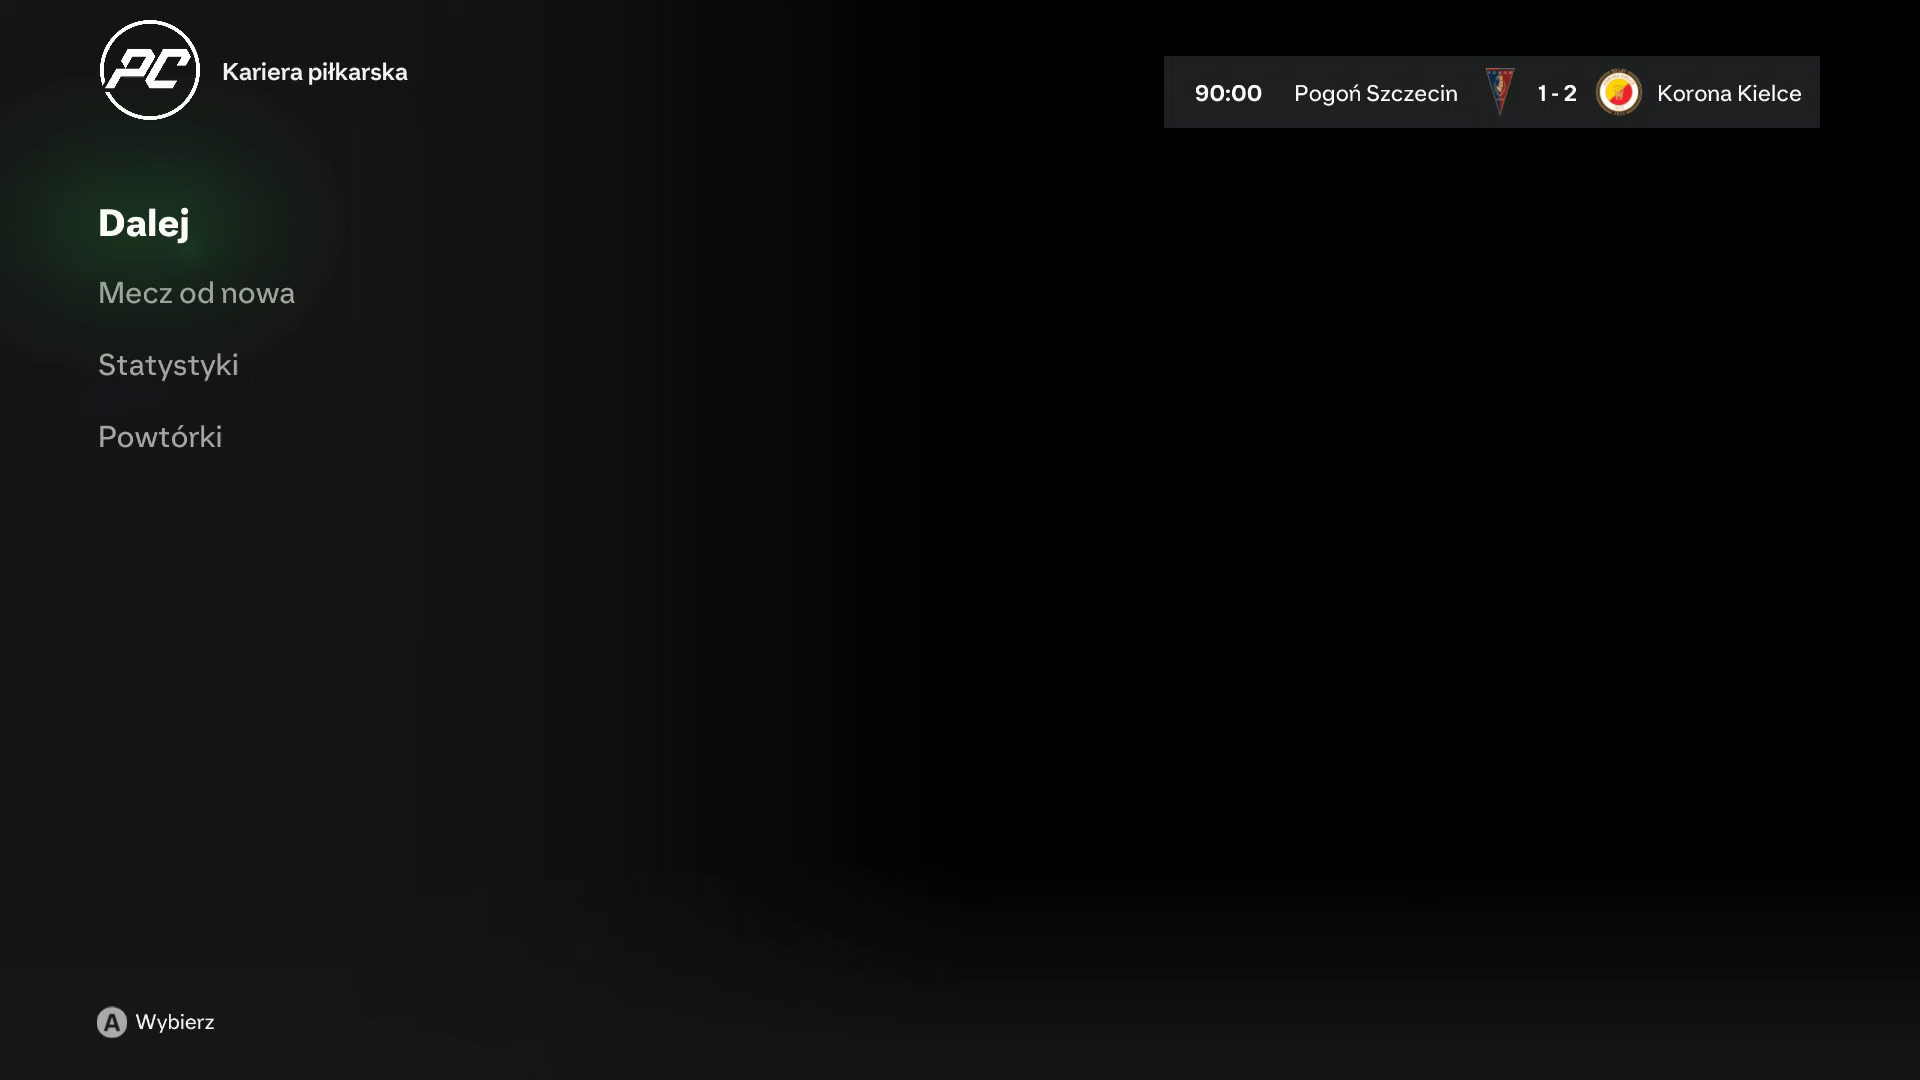 PC Kariera piłkarska
90:00 Pogoń Szczecin 1 - 2 Korona Kielce
Dalej
Mecz od nowa
Statystyki
Powtórki
A Wybierz